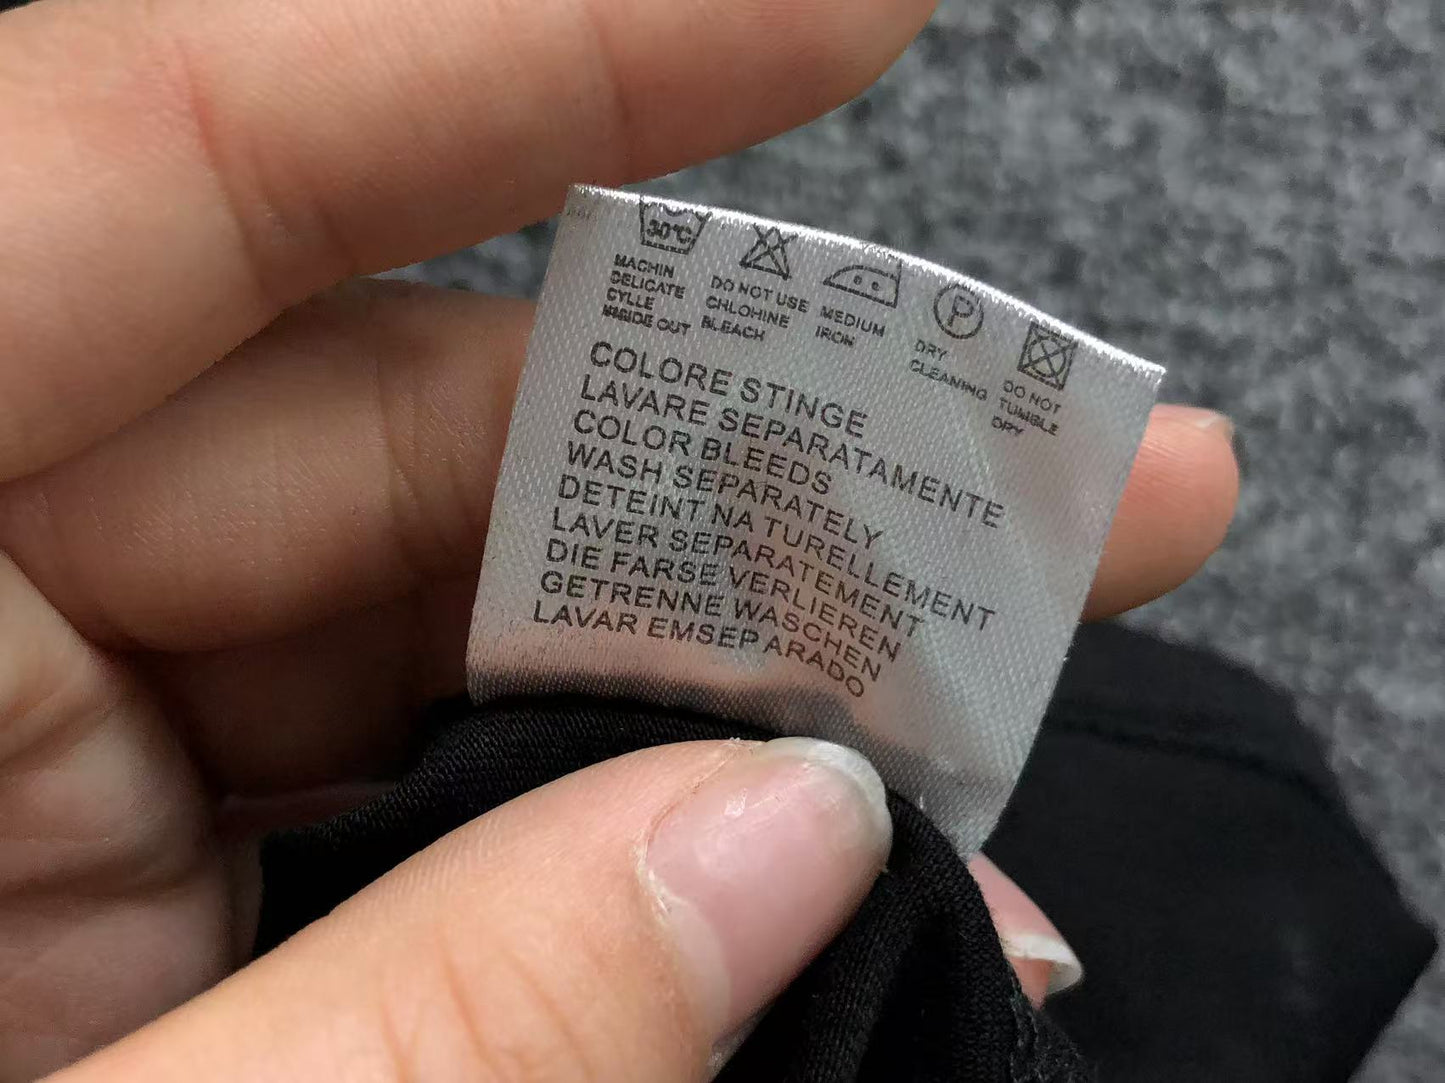 30°C
MACHIN
DELICATE
CYLLE
INSIDE OUT
DO NOT USE
CHLOHINE
BLEACH
MEDIUM
IRON
P
DRY
CLEANING
DO NOT
TUMBLE
DRY
COLORE STINGE
LAVARE SEPARATAMENTE
COLOR BLEEDS
WASH SEPARATELY
DETEINT NA TURELLEMENT
LAVER SEPARATEMENT
DIE FARSE VERLIEREN
GETRENNE WASCHEN
LAVAR EMSEP ARADO